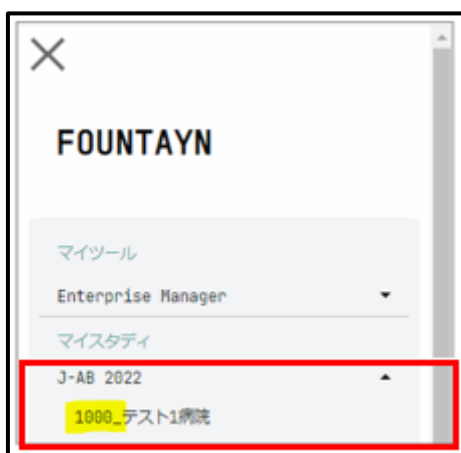 FOUNTAYN
マイツール
Enterprise Manager
マイスタディ
J-AB 2022
1000_テスト1病院